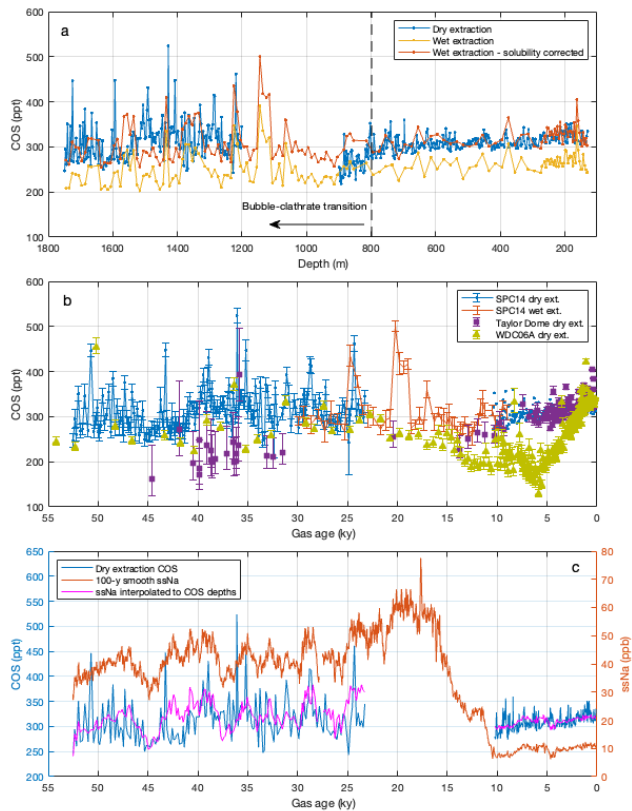 a
Dry extraction
Wet extraction
Wet extraction - solubility corrected
600
500
400
300
200
100
COS (ppt)
Bubble-clathrate transition
1800 1600 1400 1200 1000 800 600 400 200
Depth (m)
b
SPC14 dry ext.
SPC14 wet ext.
Taylor Dome dry ext.
WDC06A dry ext.
600
500
400
300
200
100
COS (ppt)
55 50 45 40 35 30 25 20 15 10 5 0
Gas age (ky)
c
Dry extraction COS
100-y smooth ssNa
ssNa interpolated to COS depths
650
600
550
500
450
400
350
300
250
200
COS (ppt)
80
70
60
50
40
30
20
10
0
ssNa (ppb)
55 50 45 40 35 30 25 20 15 10 5 0
Gas age (ky)